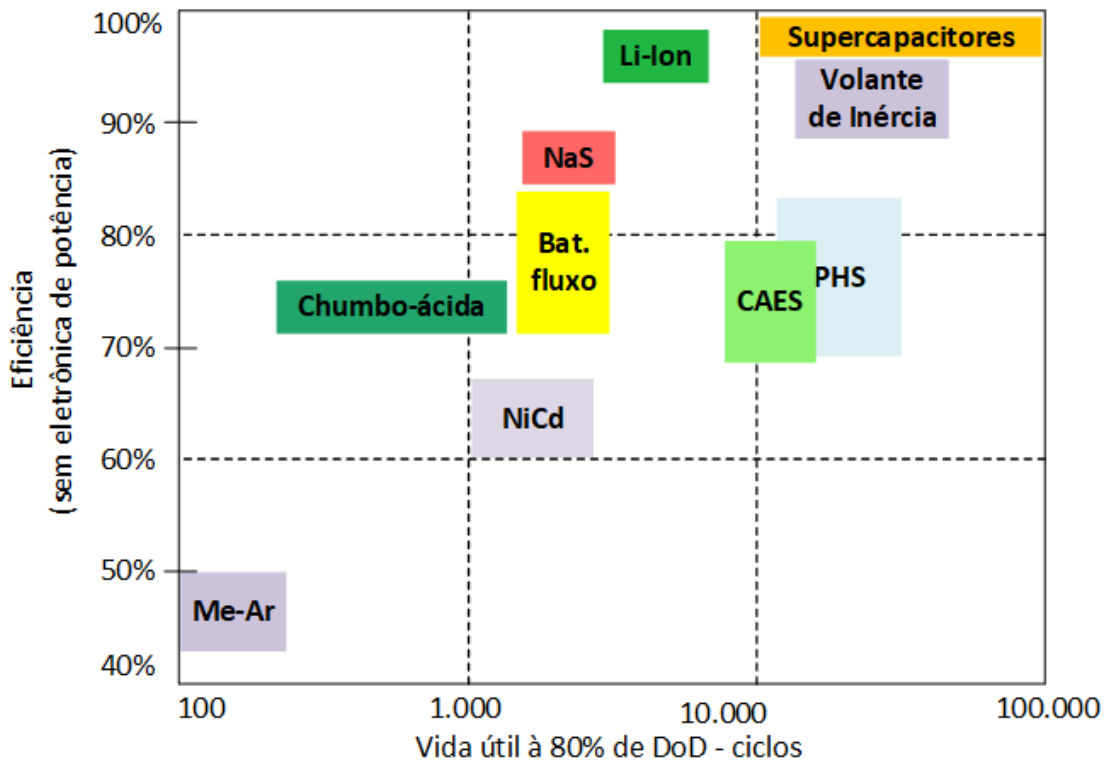 100%
90%
80%
70%
60%
50%
40%
Eficiência
(sem eletrônica de potência)
Supercapacitores
Li-Ion
Volante
de Inércia
NaS
Bat.
fluxo
PHS
CAES
Chumbo-ácida
NiCd
Me-Ar
100
1.000
10.000
100.000
Vida útil à 80% de DoD - ciclos